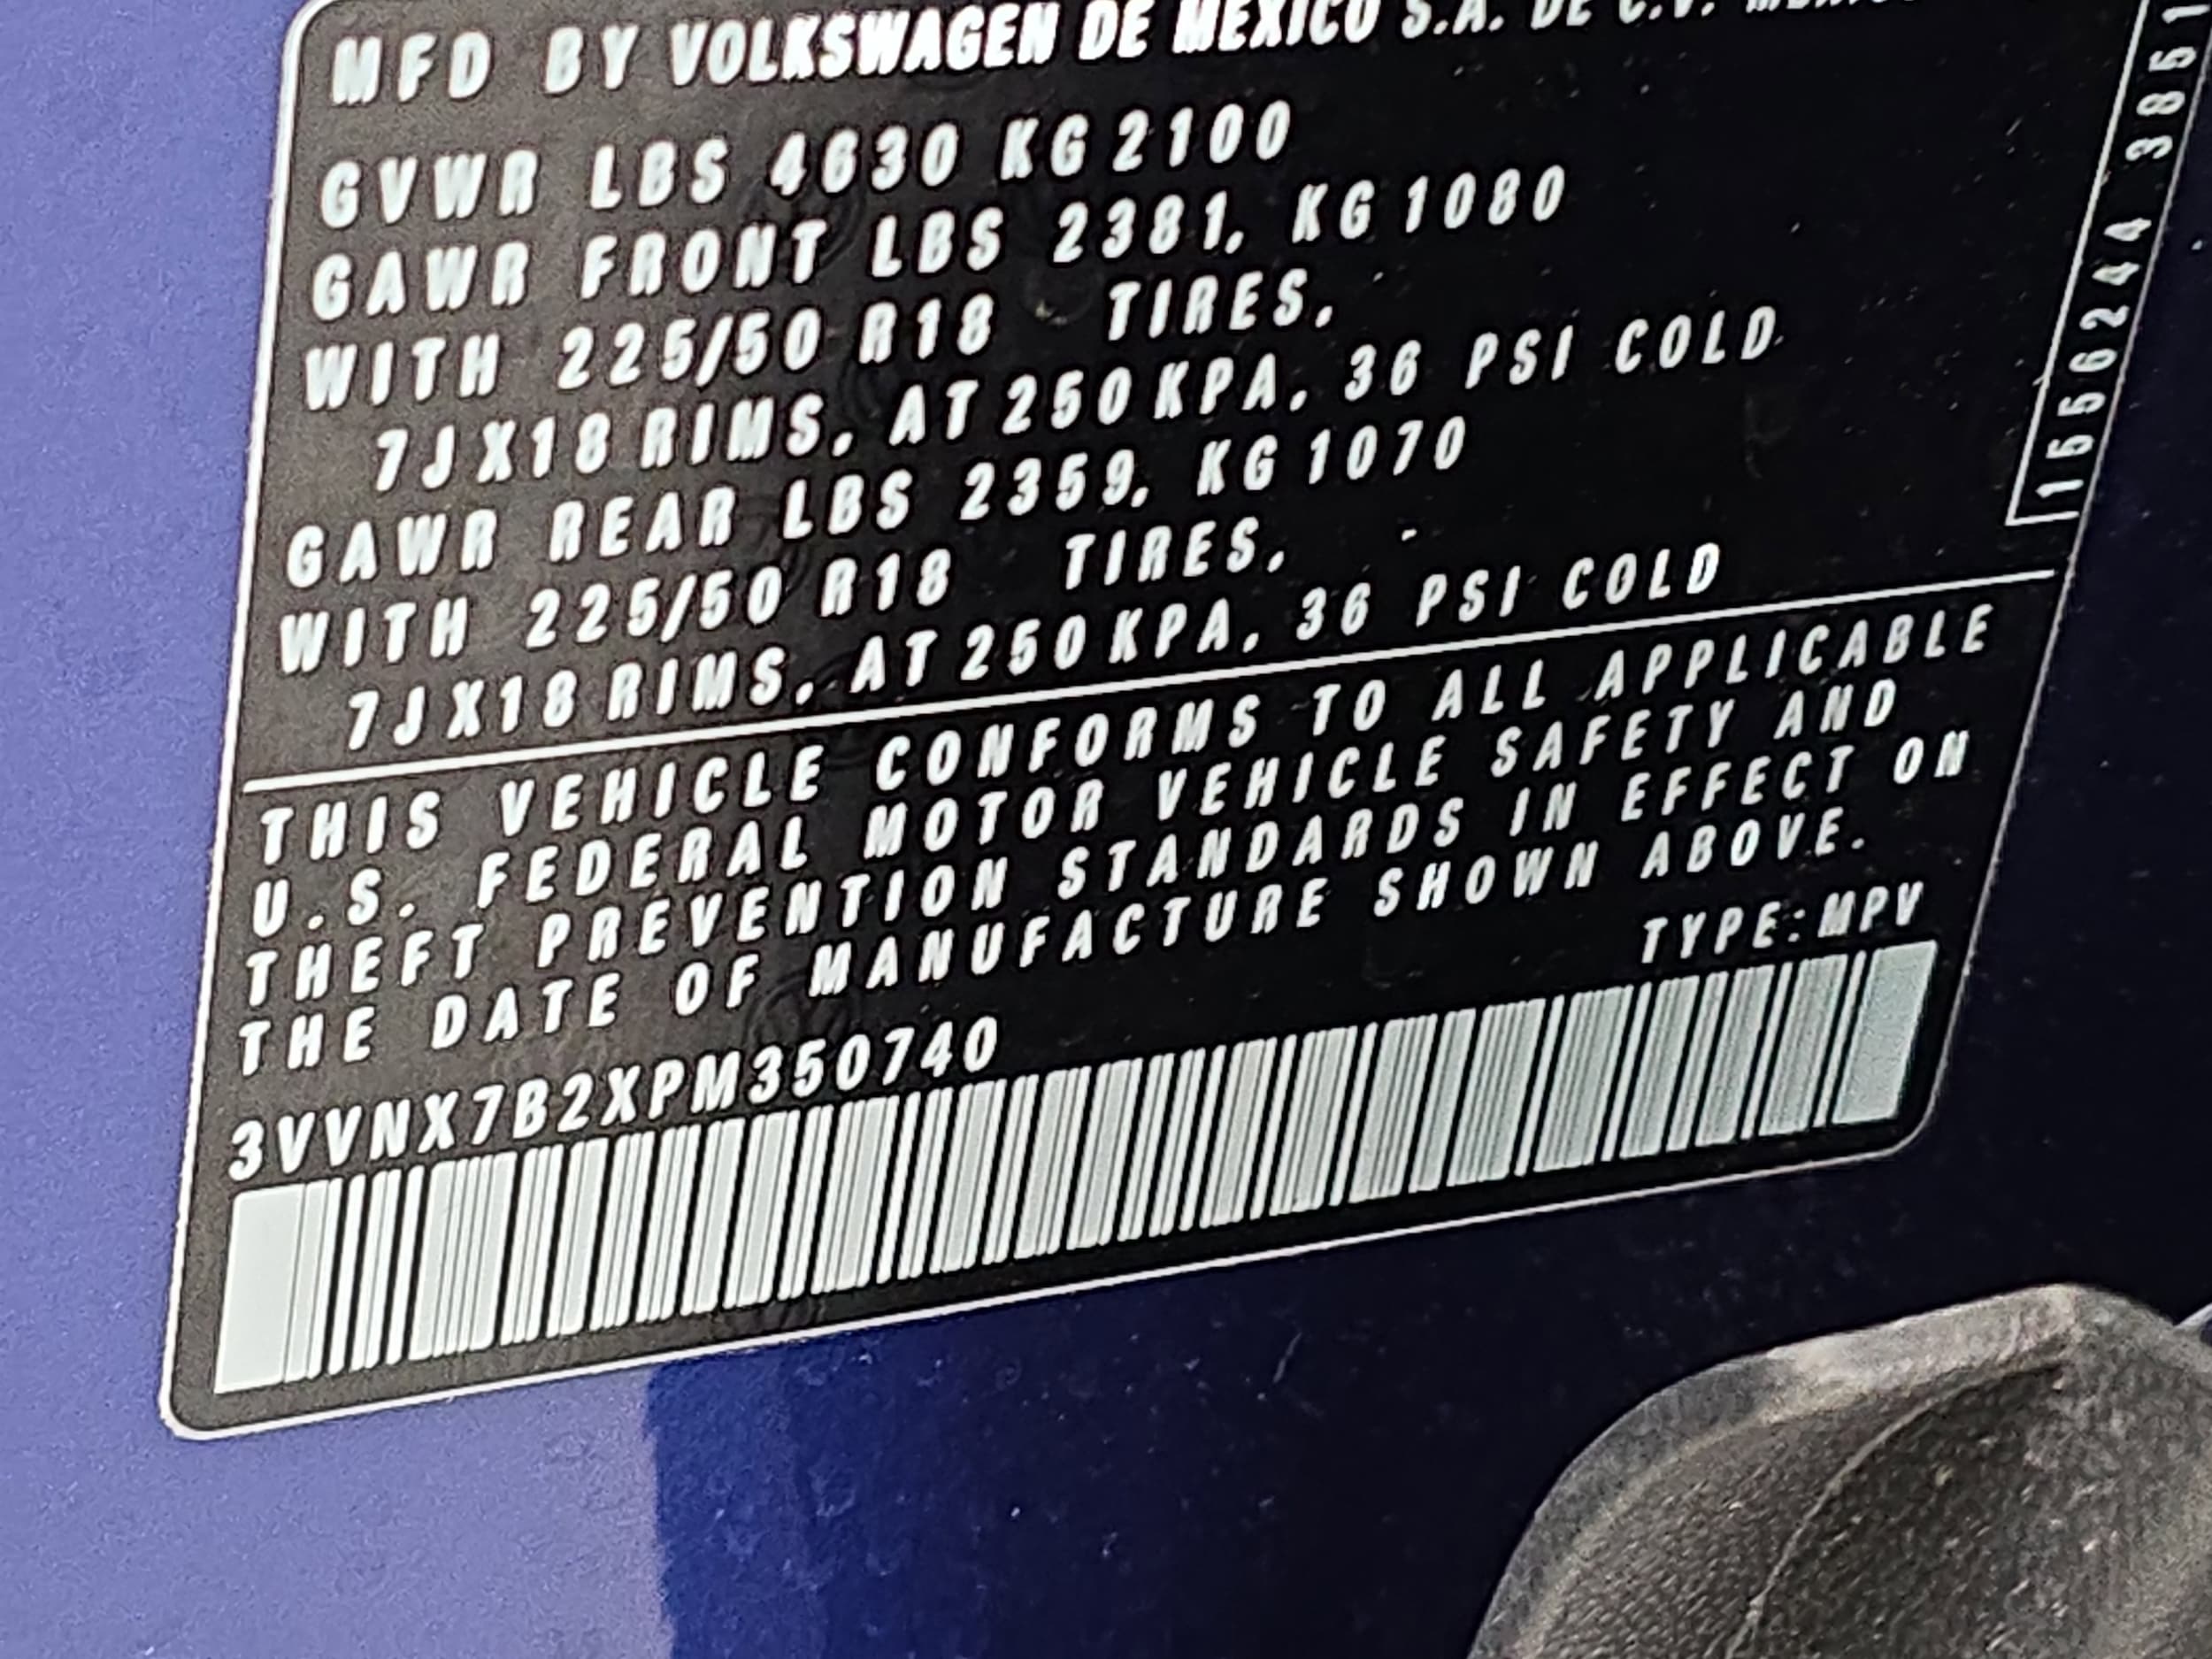 MFD BY VOLKSWAGEN DE MEXICO S.A. DE C.V.
GVWR LBS 4630 KG 2100
GAWR FRONT LBS 2381, KG 1080
WITH 225/50 R18 TIRES,
7JX18 RIMS, AT 250 KPA, 36 PSI COLD
GAWR REAR LBS 2359, KG 1070
WITH 225/50 R18 TIRES,
7JX18 RIMS, AT 250 KPA, 36 PSI COLD
THIS VEHICLE CONFORMS TO ALL APPLICABLE
U.S. FEDERAL MOTOR VEHICLE SAFETY AND
THEFT PREVENTION STANDARDS IN EFFECT ON
THE DATE OF MANUFACTURE SHOWN ABOVE.
TYPE:MPV
3VVNX7B2XPM350740
1556244 3851